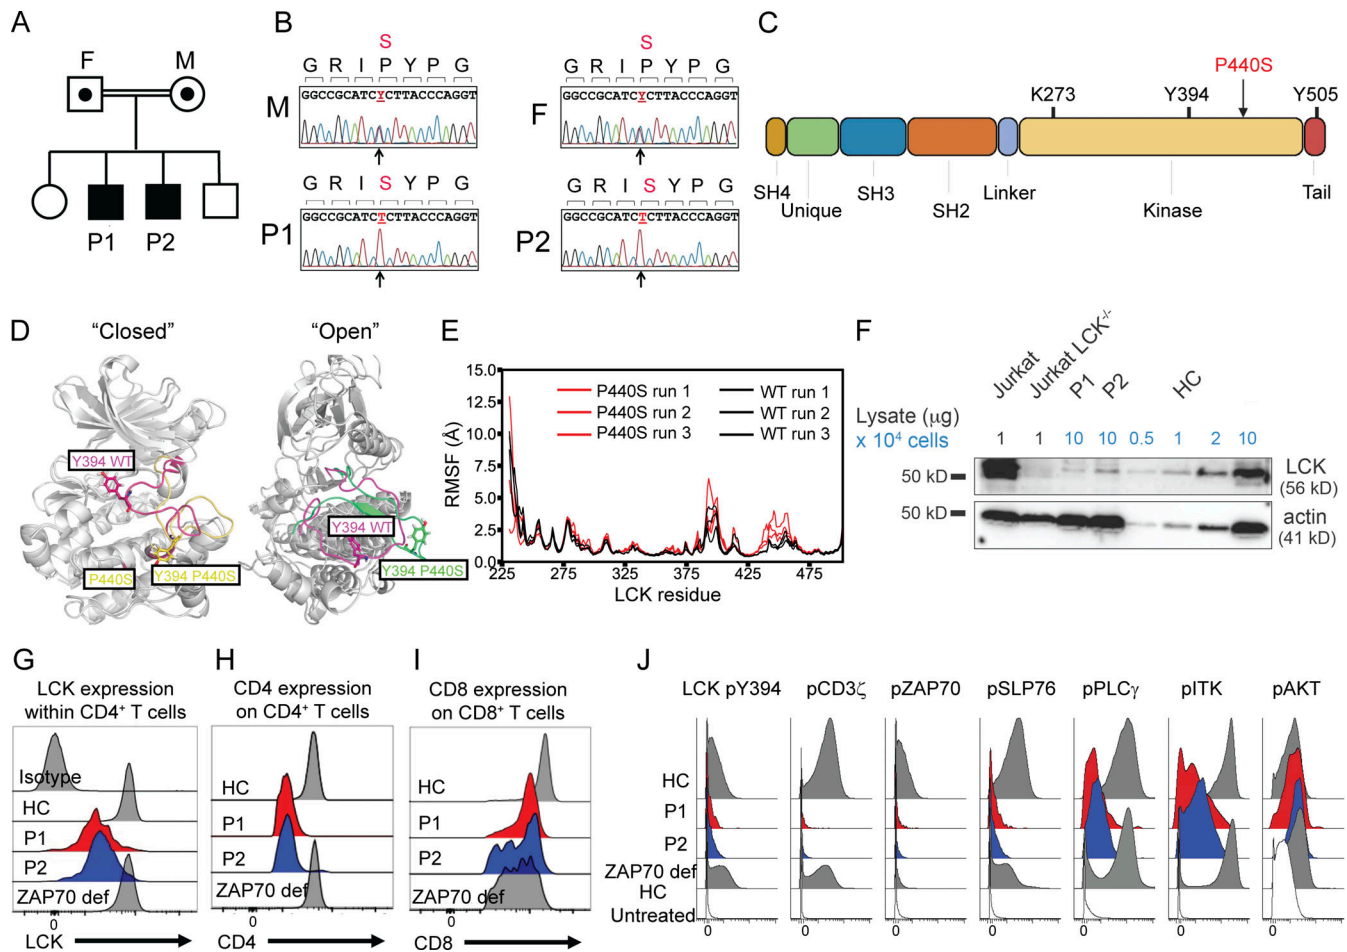 A
F
M
P1
P2
B
S
G R I P Y P G
GGCCGCATCYCTTACCCAGGT
M
S
G R I P Y P G
GGCCGCATCYCTTACCCAGGT
F
G R I S Y P G
GGCCGCATCTCTTACCCAGGT
P1
G R I S Y P G
GGCCGCATCTCTTACCCAGGT
P2
C
P440S
K273
Y394
Y505
SH4
Unique
SH3
SH2
Linker
Kinase
Tail
D
“Closed”
“Open”
Y394 WT
P440S
Y394 P440S
Y394 WT
Y394 P440S
E
15.0
12.5
10.0
7.5
5.0
2.5
0.0
RMSF (Å)
P440S run 1
P440S run 2
P440S run 3
WT run 1
WT run 2
WT run 3
225 275 325 375 425 475
LCK residue
F
Jurkat
Jurkat LCK-/-
P1
P2
HC
Lysate (µg)
x 10⁴ cells
1 1 10 10 0.5 1 2 10
50 kD
LCK
(56 kD)
50 kD
actin
(41 kD)
G
LCK expression
within CD4⁺ T cells
Isotype
HC
P1
P2
ZAP70 def
0
LCK
H
CD4 expression
on CD4⁺ T cells
HC
P1
P2
ZAP70 def
0
CD4
I
CD8 expression
on CD8⁺ T cells
HC
P1
P2
ZAP70 def
0
CD8
J
LCK pY394 pCD3ζ pZAP70 pSLP76 pPLCγ pITK pAKT
HC
P1
P2
ZAP70 def
HC
Untreated
0 0 0 0 0 0 0